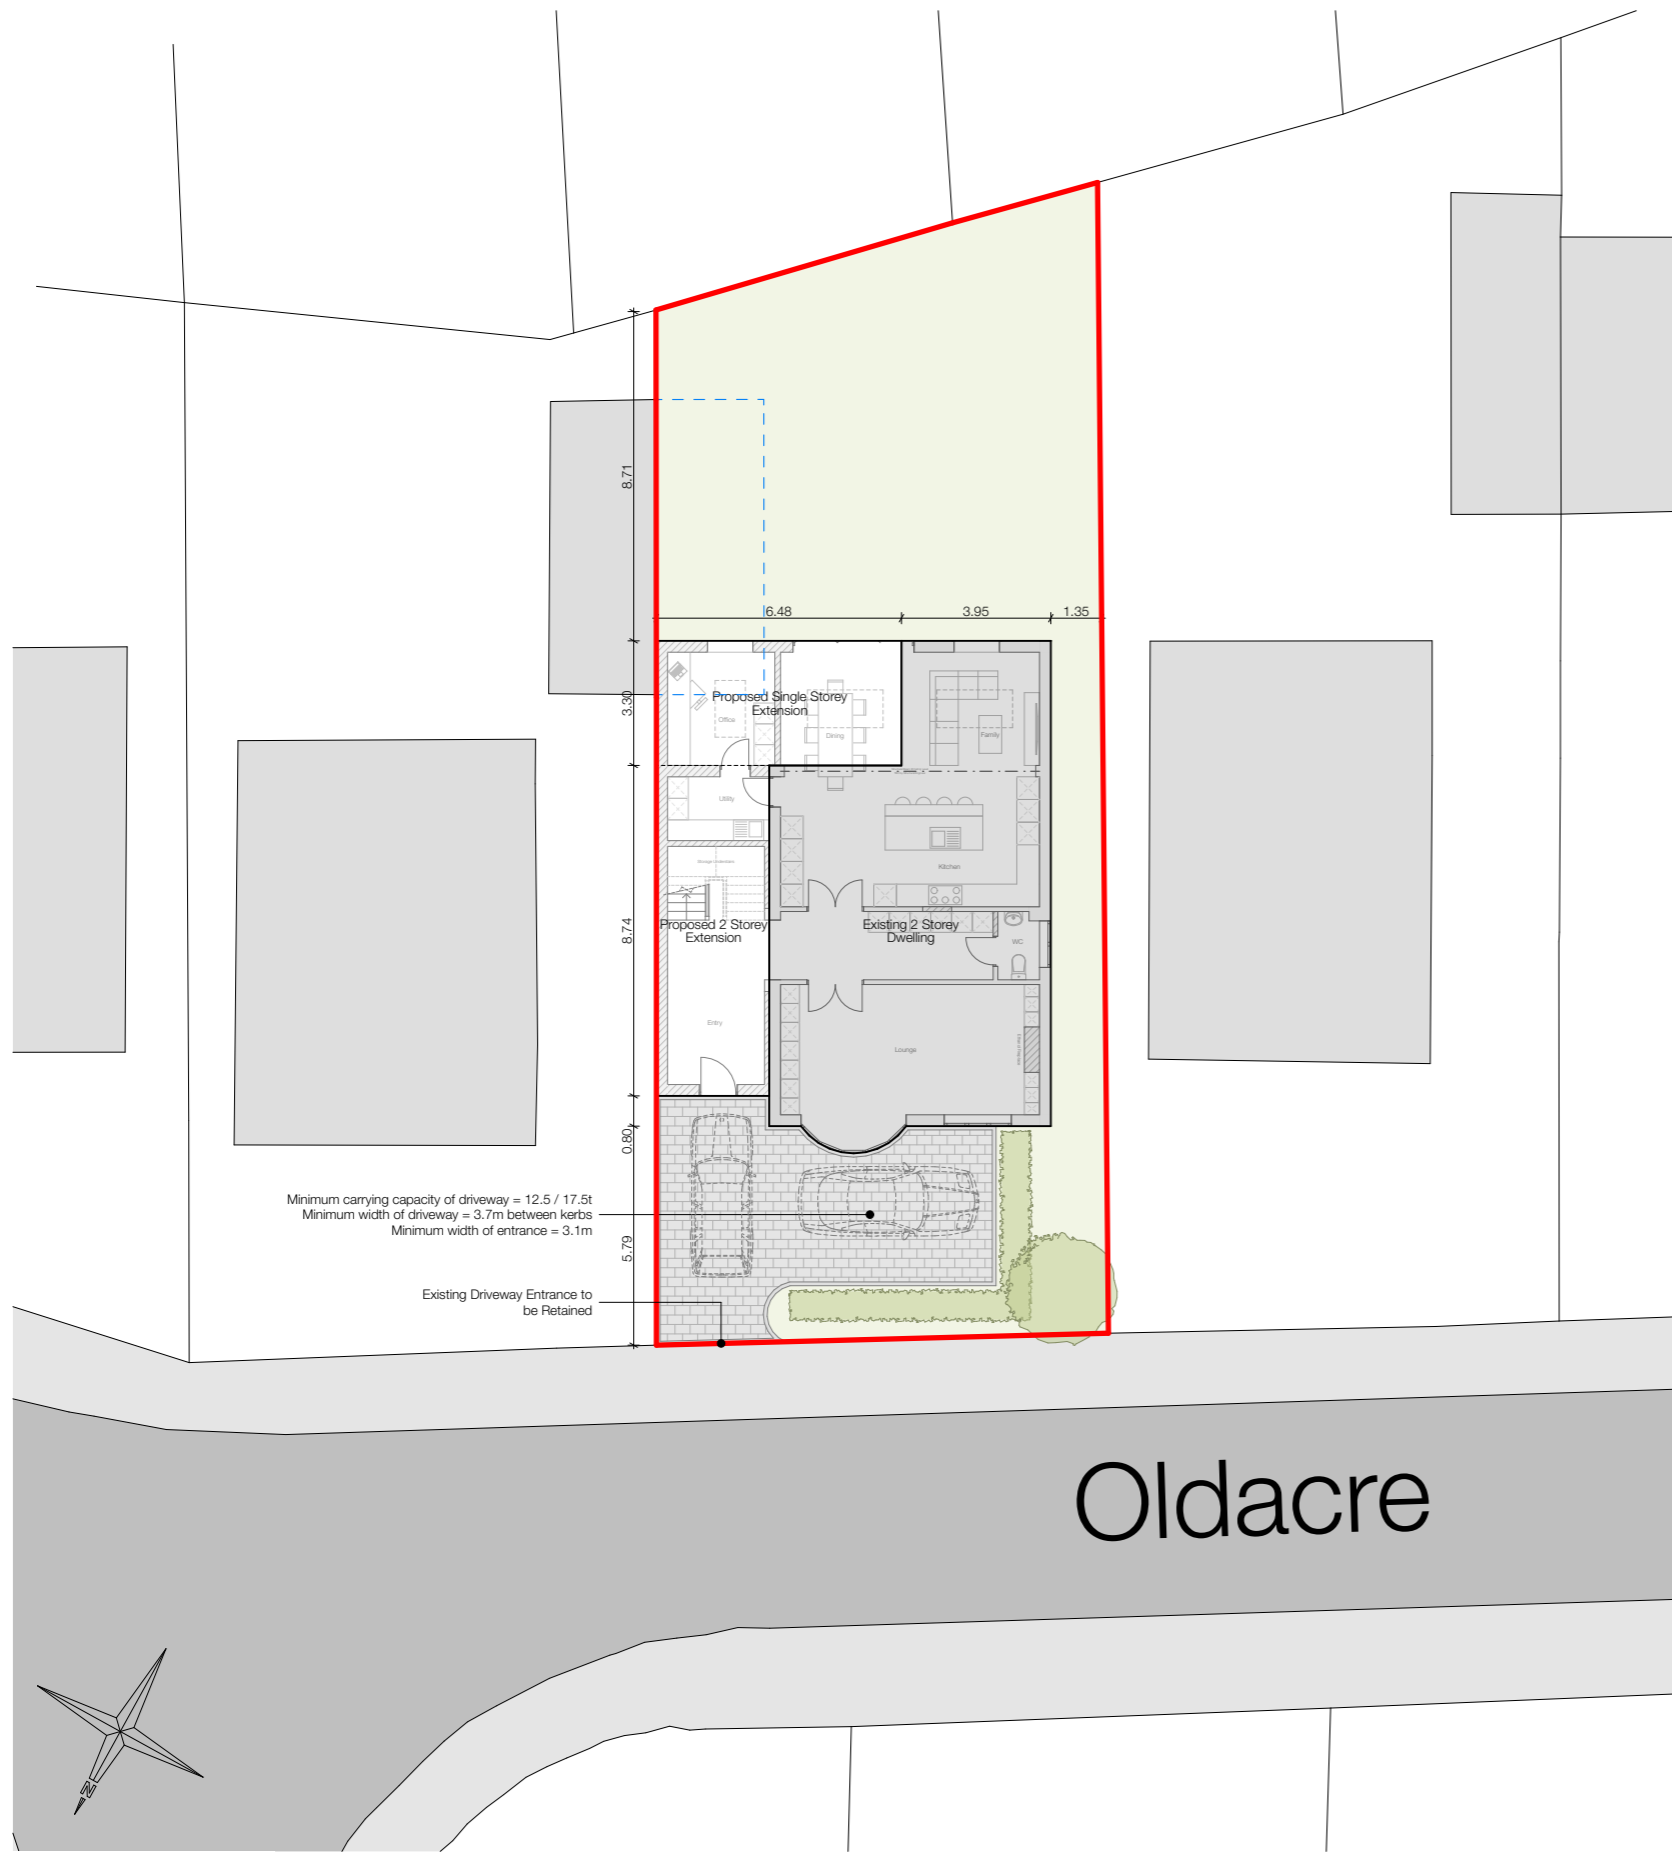 8.71
6.48
3.95
1.35
3.30
Proposed Single Storey
Extension
Office
Dining
Family
Utility
Kitchen
8.74
Proposed 2 Storey
Extension
Existing 2 Storey
Dwelling
WC
Entry
Lounge
0.80
Minimum carrying capacity of driveway = 12.5 / 17.5t
Minimum width of driveway = 3.7m between kerbs
Minimum width of entrance = 3.1m
5.79
Existing Driveway Entrance to
be Retained
Oldacre
N